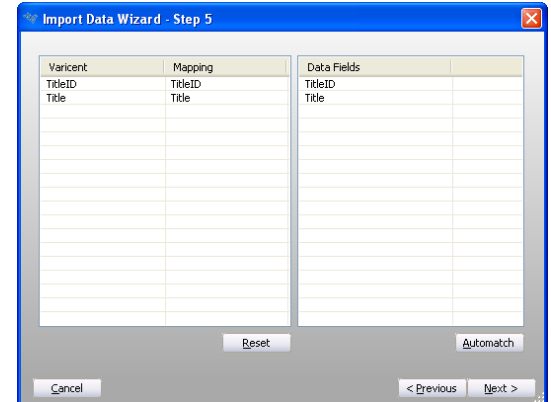 Import Data Wizard - Step 5
Varicent Mapping Data Fields
TitleID TitleID TitleID
Title Title Title
Reset Automatch
Cancel < Previous Next >